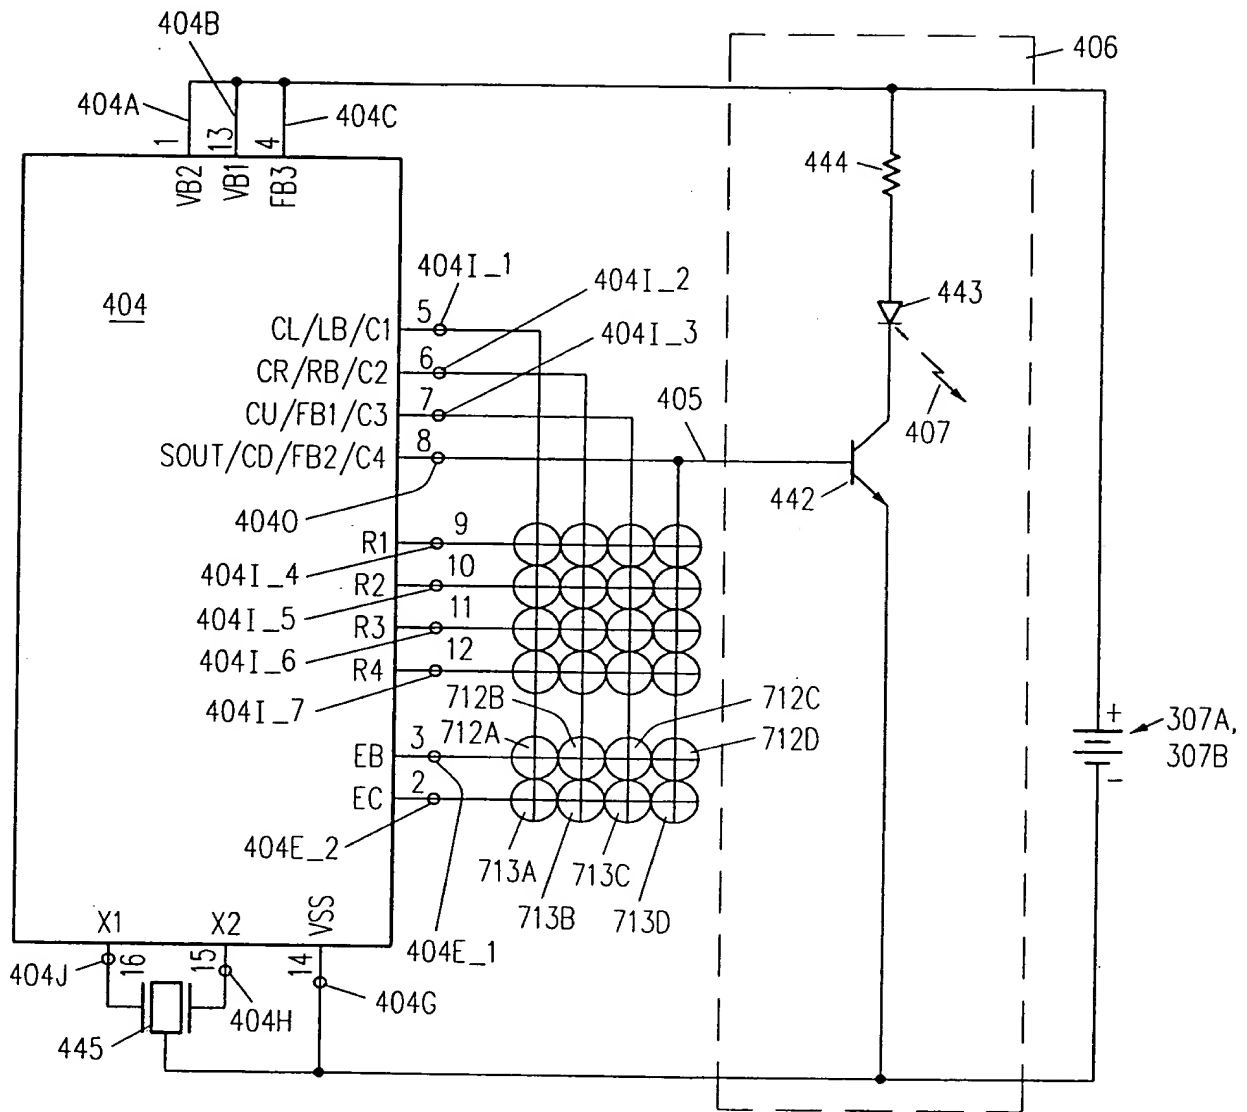 404B
406
404A
404C
1
13
4
VB2
VB1
FB3
444
404
404I_1
404I_2
443
CL/LB/C1
5
404I_3
CR/RB/C2
6
CU/FB1/C3
7
405
407
SOUT/CD/FB2/C4
8
442
404O
R1
9
404I_4
R2
10
404I_5
R3
11
404I_6
R4
12
404I_7
712B
712C
712A
712D
+
307A,
307B
-
EB
3
EC
2
404E_2
713A
713C
713B
713D
X1
X2
VSS
404E_1
404J
16
15
14
404H
404G
445